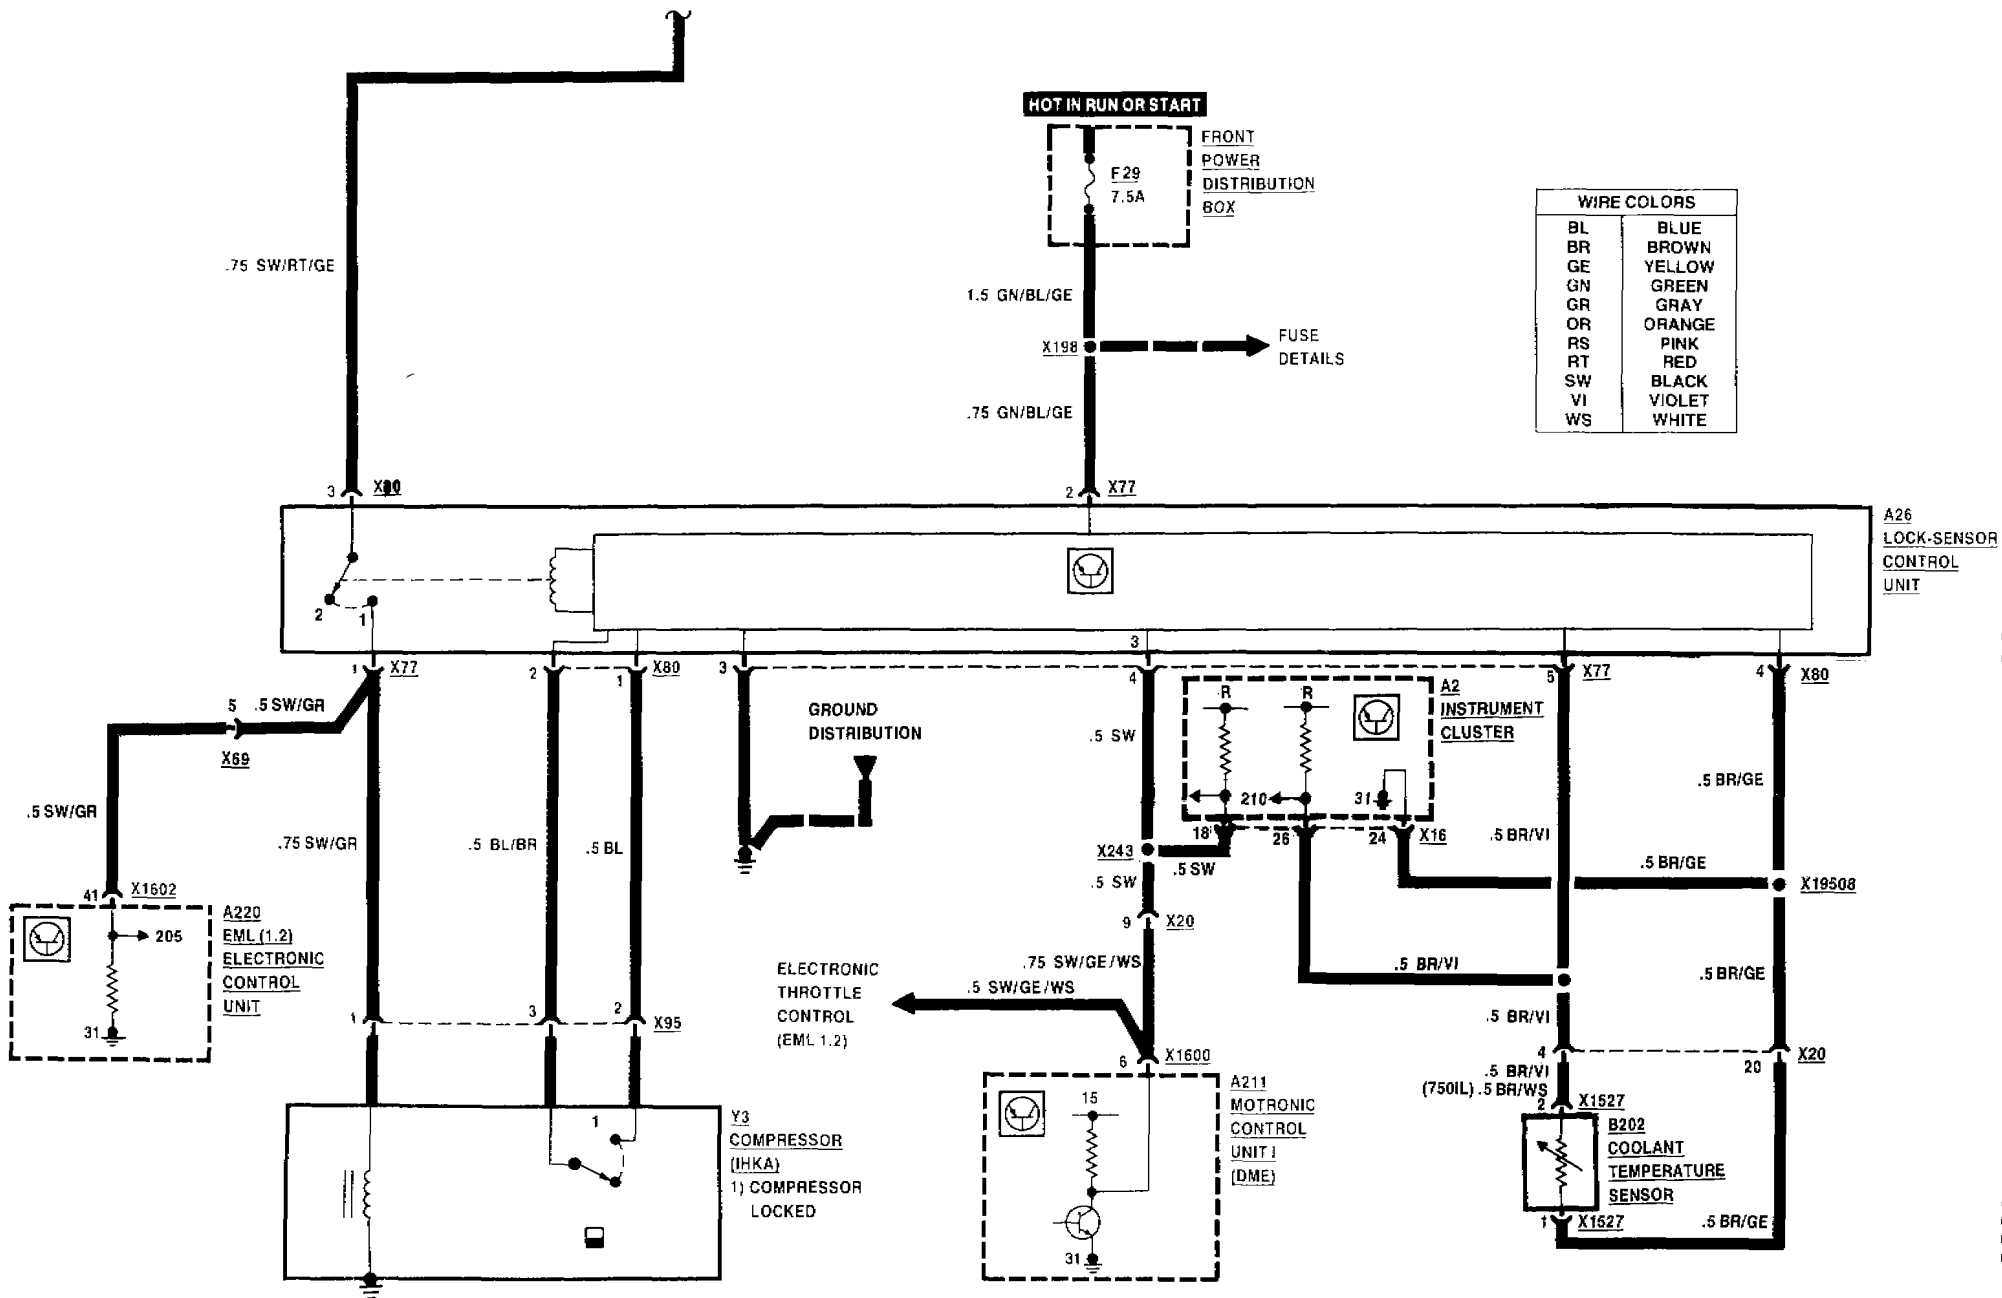 HOT IN RUN OR START
FRONT
POWER
DISTRIBUTION
BOX
F 29
7.5A
WIRE COLORS
BL BLUE
BR BROWN
GE YELLOW
GN GREEN
GR GRAY
OR ORANGE
RS PINK
RT RED
SW BLACK
VI VIOLET
WS WHITE
.75 SW/RT/GE
1.5 GN/BL/GE
X198
FUSE
DETAILS
.75 GN/BL/GE
3
2 X77
A26
LOCK-SENSOR
CONTROL
UNIT
2 1
3
1 X77
2 1 X80
3
4
5 X77
4 X80
5 .5 SW/GR
X69
GROUND
DISTRIBUTION
.5 SW
R R
A2
INSTRUMENT
CLUSTER
210
31
.5 BR/GE
.5 SW/GR
.75 SW/GR
.5 BL/BR
.5 BL
18 26 24 X16
.5 BR/VI
X243
.5 SW
.5 SW
.5 BR/GE
X19508
41 X1602
A220
EML (1.2)
ELECTRONIC
CONTROL
UNIT
205
31
9 X20
.75 SW/GE/WS
.5 SW/GE/WS
ELECTRONIC
THROTTLE
CONTROL
(EML 1.2)
.5 BR/VI
.5 BR/GE
.5 BR/VI
1 3 2 X95
6 X1600
4
20 X20
.5 BR/VI
(750IL) .5 BR/WS
2 X1527
Y3
COMPRESSOR
(IHKA)
1) COMPRESSOR
LOCKED
1
15
31
A211
MOTRONIC
CONTROL
UNIT I
(DME)
B202
COOLANT
TEMPERATURE
SENSOR
1 X1527
.5 BR/GE